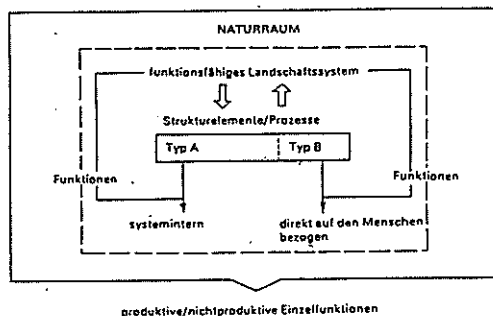 NATURRAUM
funktionsfähiges Landschaftssystem
Strukturelemente/Prozesse
Typ A
Typ B
Funktionen
Funktionen
systemintern
direkt auf den Menschen
bezogen
produktive/nichtproduktive Einzelfunktionen